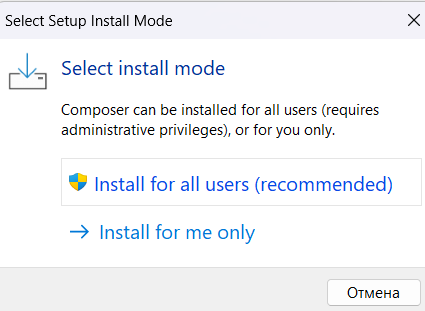 Select Setup Install Mode
Select install mode
Composer can be installed for all users (requires
administrative privileges), or for you only.
Install for all users (recommended)
Install for me only
Отмена